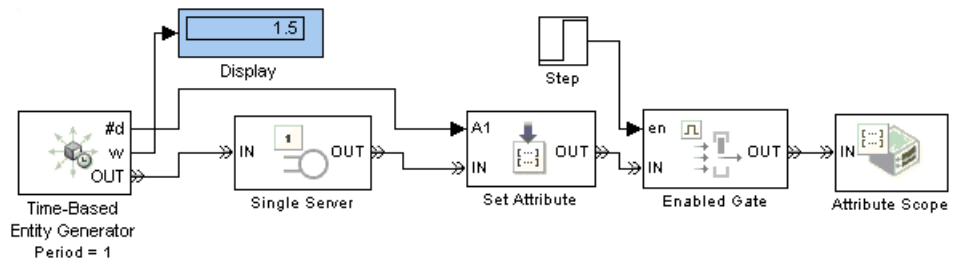 1.5
Display
Step
#d
w
OUT
Time-Based
Entity Generator
Period = 1
IN
1
OUT
Single Server
A1
IN
OUT
Set Attribute
en
IN
OUT
Enabled Gate
IN
Attribute Scope